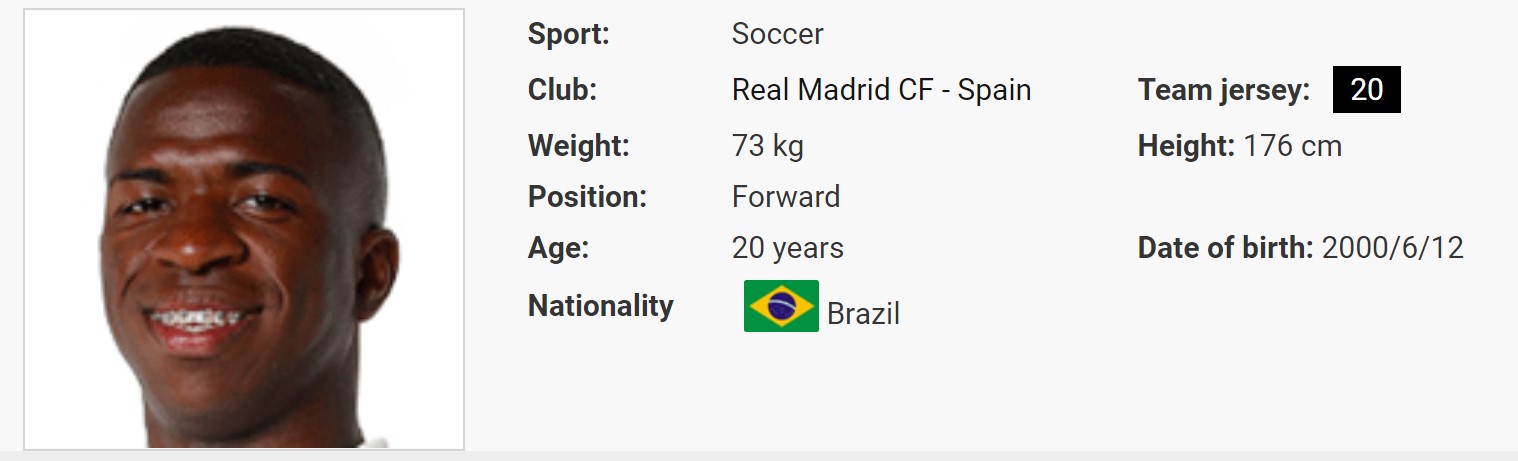 Sport: Soccer
Club: Real Madrid CF - Spain Team jersey: 20
Weight: 73 kg Height: 176 cm
Position: Forward
Age: 20 years Date of birth: 2000/6/12
Nationality Brazil